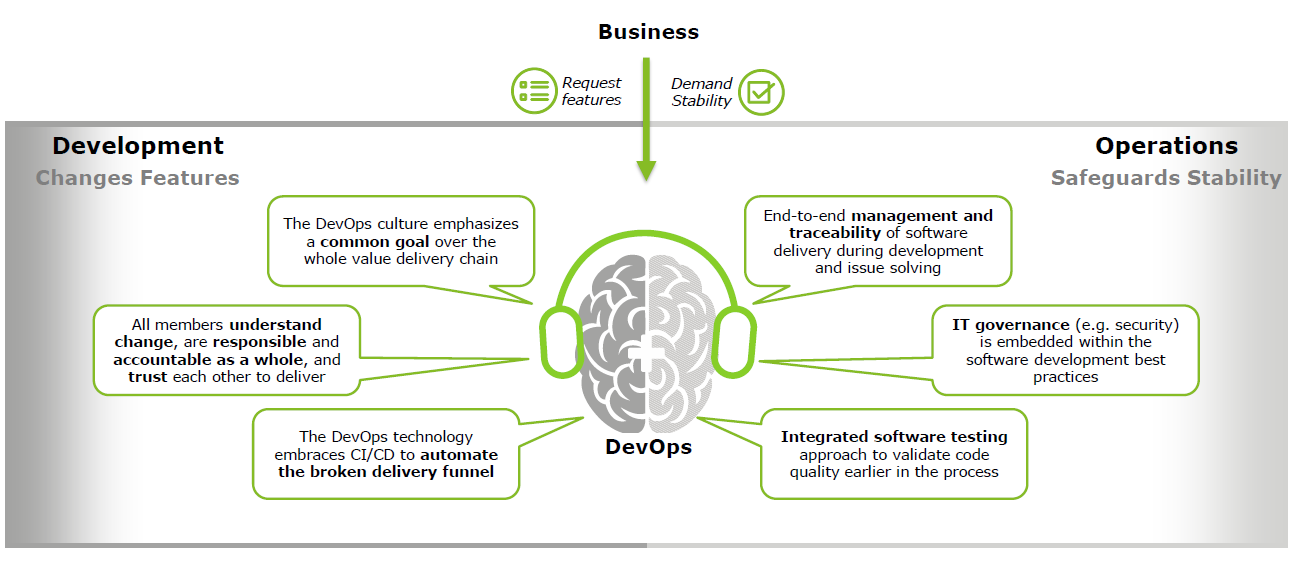 Business
Request
features
Demand
Stability
Development
Changes Features
Operations
Safeguards Stability
The DevOps culture emphasizes
a common goal over the
whole value delivery chain
End-to-end management and
traceability of software
delivery during development
and issue solving
All members understand
change, are responsible and
accountable as a whole, and
trust each other to deliver
IT governance (e.g. security)
is embedded within the
software development best
practices
The DevOps technology
embraces CI/CD to automate
the broken delivery funnel
DevOps
Integrated software testing
approach to validate code
quality earlier in the process